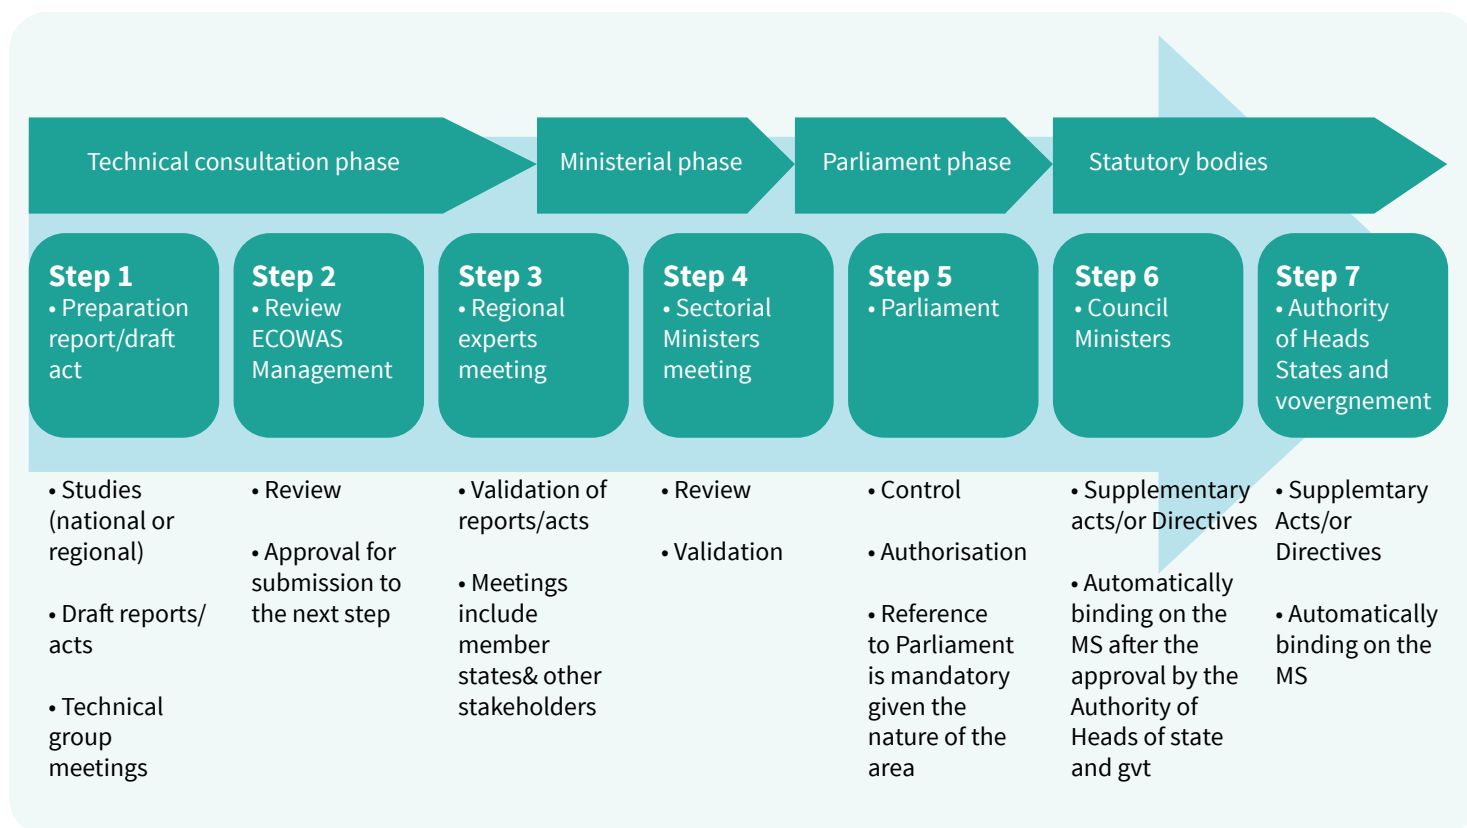 Technical consultation phase
Ministerial phase
Parliament phase
Statutory bodies
Step 1
• Preparation
report/draft
act
Step 2
• Review
ECOWAS
Management
Step 3
• Regional
experts
meeting
Step 4
• Sectorial
Ministers
meeting
Step 5
• Parliament
Step 6
• Council
Ministers
Step 7
• Authority
of Heads
States and
vovergnement
• Studies
(national or
regional)
• Draft reports/
acts
• Technical
group
meetings
• Review
• Approval for
submission to
the next step
• Validation of
reports/acts
• Meetings
include
member
states& other
stakeholders
• Review
• Validation
• Control
• Authorisation
• Reference
to Parliament
is mandatory
given the
nature of the
area
• Supplementary
acts/or Directives
• Automatically
binding on the
MS after the
approval by the
Authority of
Heads of state
and gvt
• Supplemtary
Acts/or
Directives
• Automatically
binding on the
MS